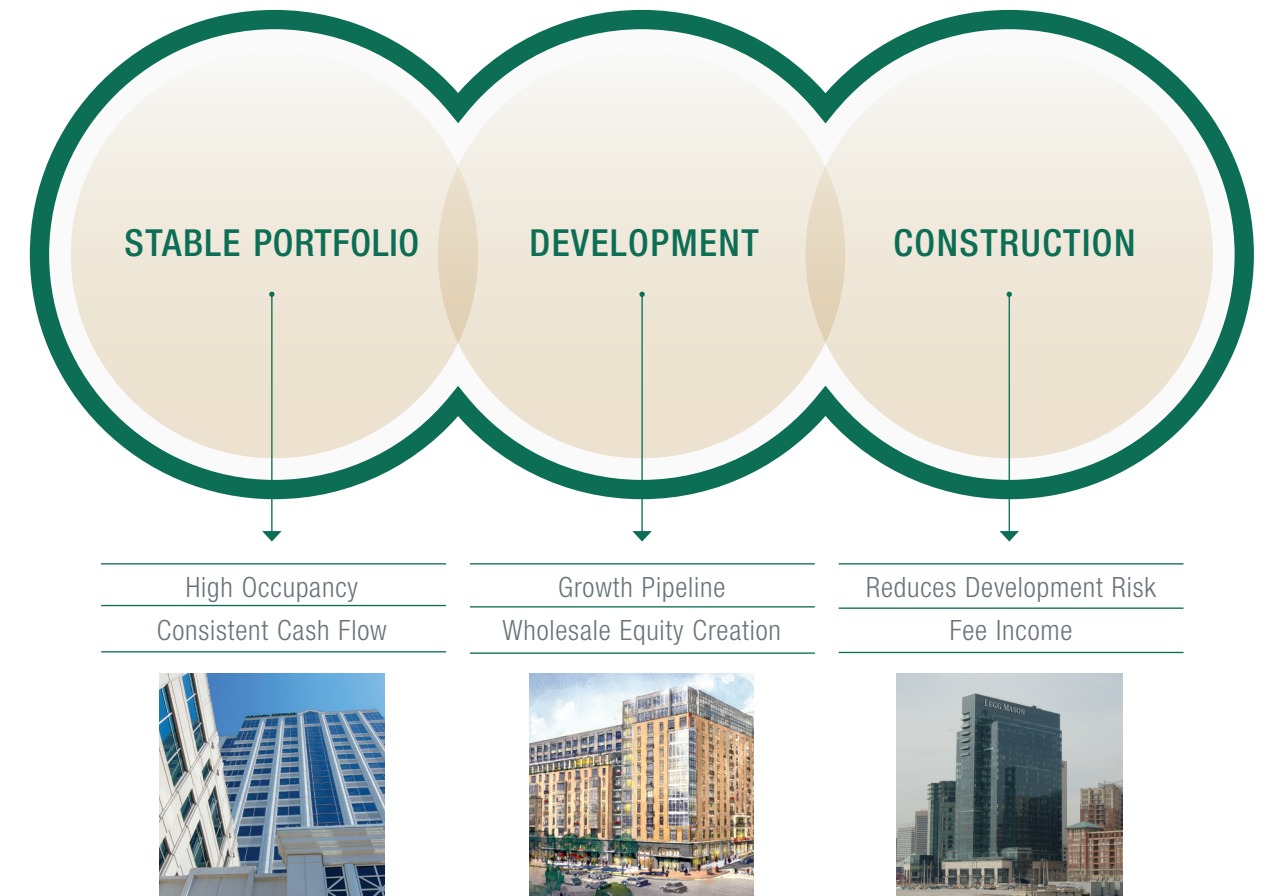 STABLE PORTFOLIO
DEVELOPMENT
CONSTRUCTION
High Occupancy
Growth Pipeline
Reduces Development Risk
Consistent Cash Flow
Wholesale Equity Creation
Fee Income
LEGG MASON